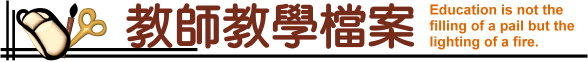 教師教學檔案
Education is not the
filling of a pail but the
lighting of a fire.